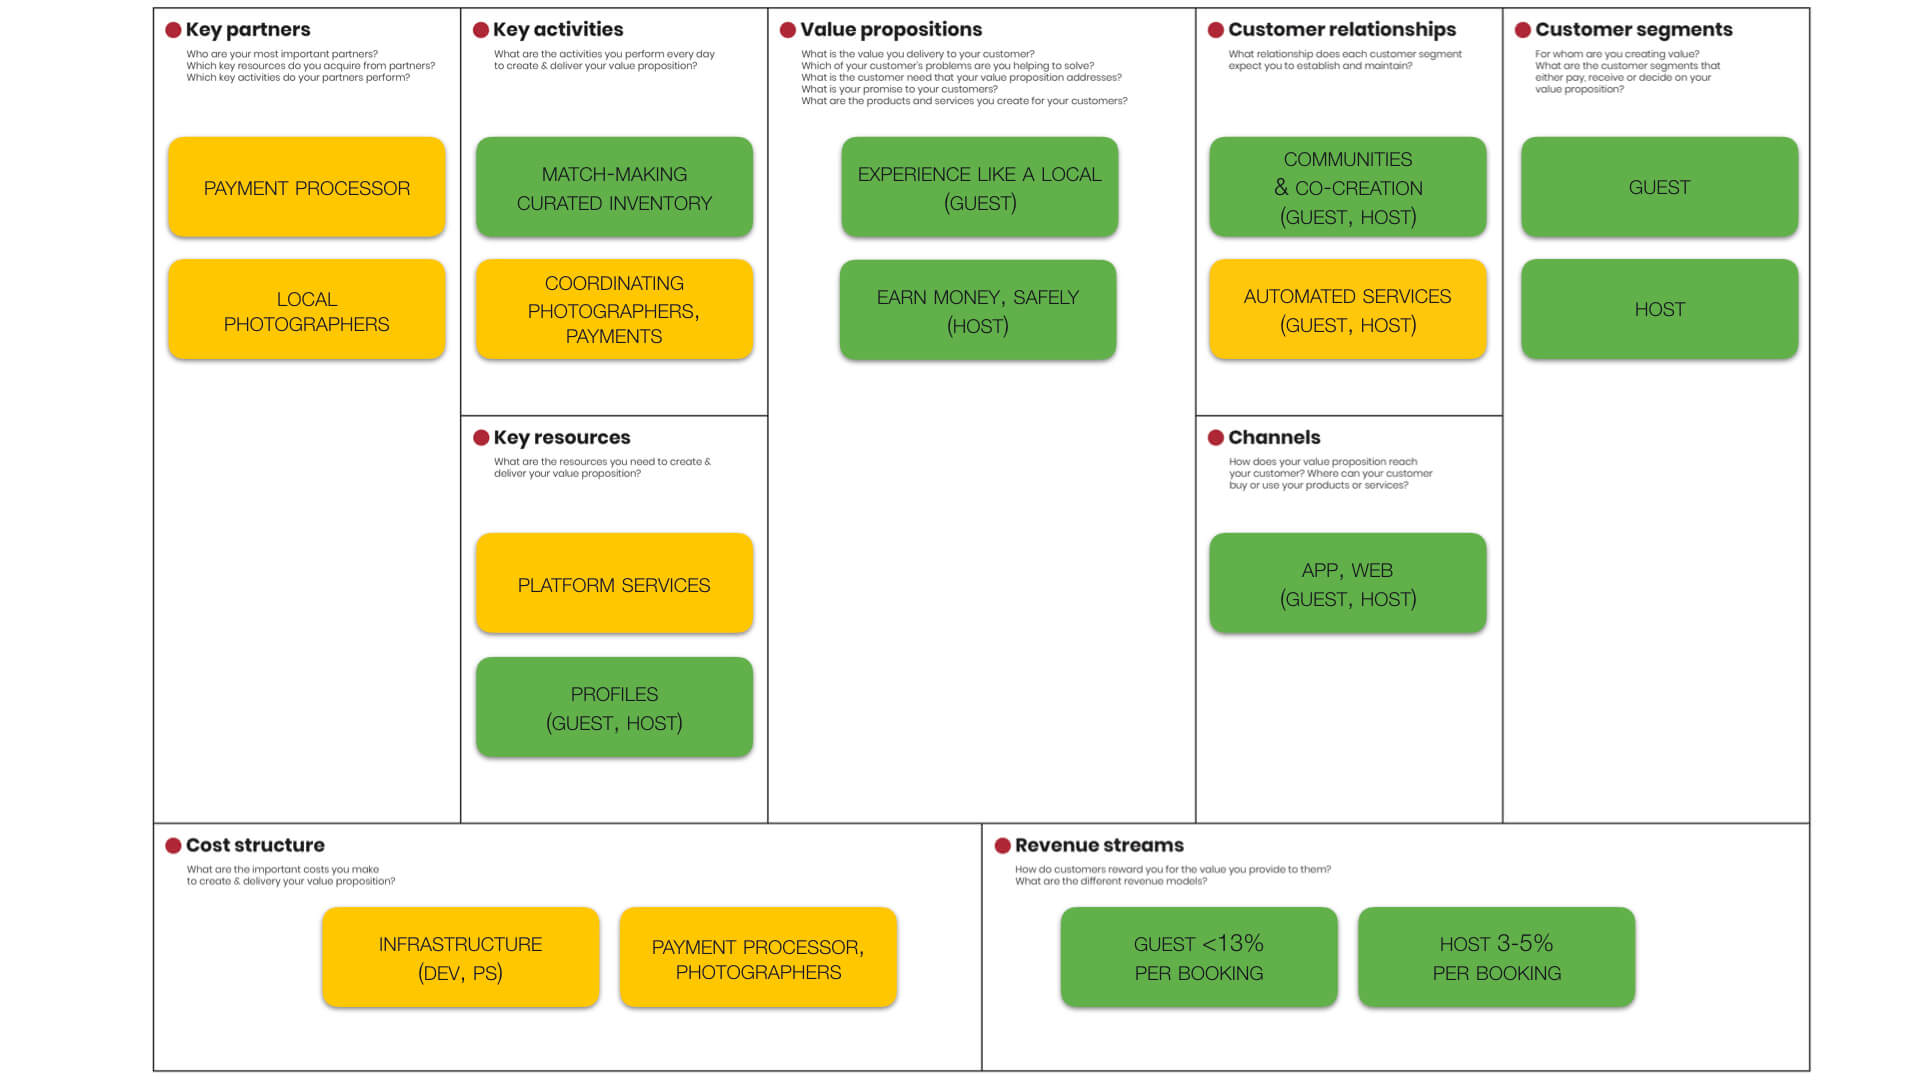 Key partners
Who are your most important partners?
Which key resources do you acquire from partners?
Which key activities do your partners perform?
PAYMENT PROCESSOR
LOCAL
PHOTOGRAPHERS
Key activities
What are the activities you perform every day
to create & deliver your value proposition?
MATCH-MAKING
CURATED INVENTORY
COORDINATING
PHOTOGRAPHERS,
PAYMENTS
Key resources
What are the resources you need to create &
deliver your value proposition?
PLATFORM SERVICES
PROFILES
(GUEST, HOST)
Value propositions
What is the value you delivery to your customer?
Which of your customer's problems are you helping to solve?
What is the customer need that your value proposition addresses?
What is your promise to your customers?
What are the products and services you create for your customers?
EXPERIENCE LIKE A LOCAL
(GUEST)
EARN MONEY, SAFELY
(HOST)
Customer relationships
What relationship does each customer segment
expect you to establish and maintain?
COMMUNITIES
& CO-CREATION
(GUEST, HOST)
AUTOMATED SERVICES
(GUEST, HOST)
Channels
How does your value proposition reach
your customer? Where can your customer
buy or use your products or services?
APP, WEB
(GUEST, HOST)
Customer segments
For whom are you creating value?
What are the customer segments that
either pay, receive or decide on your
value proposition?
GUEST
HOST
Cost structure
What are the important costs you make
to create & delivery your value proposition?
INFRASTRUCTURE
(DEV, PS)
PAYMENT PROCESSOR,
PHOTOGRAPHERS
Revenue streams
How do customers reward you for the value you provide to them?
What are the different revenue models?
GUEST <13%
PER BOOKING
HOST 3-5%
PER BOOKING